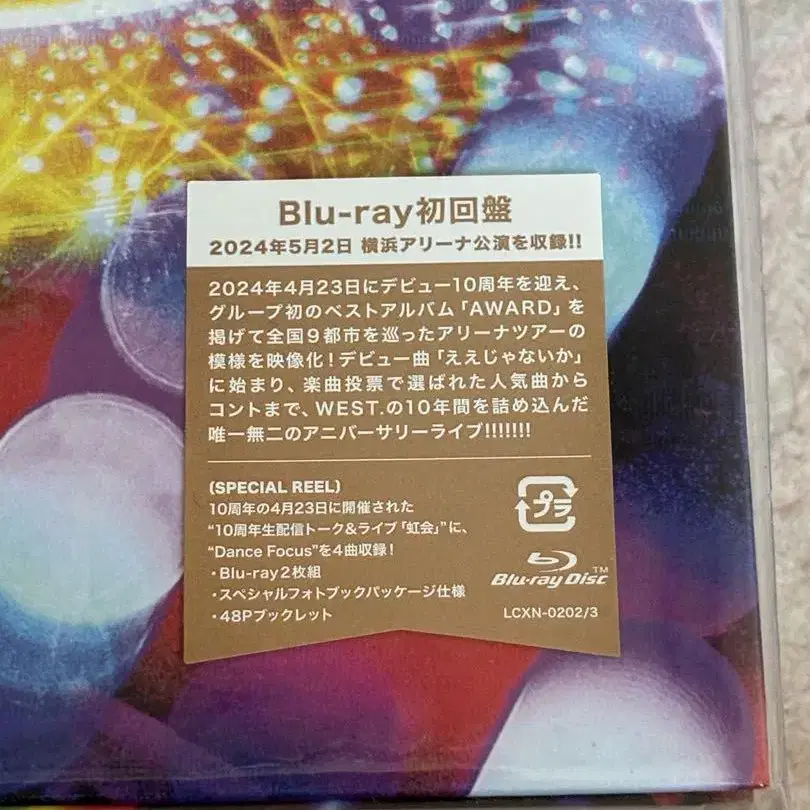 Blu-ray初回盤
2024年5月2日 横浜アリーナ公演を収録!!
2024年4月23日にデビュー10周年を迎え、
グループ初のベストアルバム「AWARD」を
掲げて全国9都市を巡ったアリーナツアーの
模様を映像化!デビュー曲「ええじゃないか」
に始まり、楽曲投票で選ばれた人気曲から
コントまで、WEST.の10年間を詰め込んだ
唯一無二のアニバーサリーライブ!!!!!!!
(SPECIAL REEL)
10周年の4月23日に開催された
“10周年生配信トーク&ライブ「虹会」”に、
“Dance Focus”を4曲収録!
・Blu-ray2枚組
・スペシャルフォトブックパッケージ仕様
・48Pブックレット
プラ
Blu-ray Disc™
LCXN-0202/3